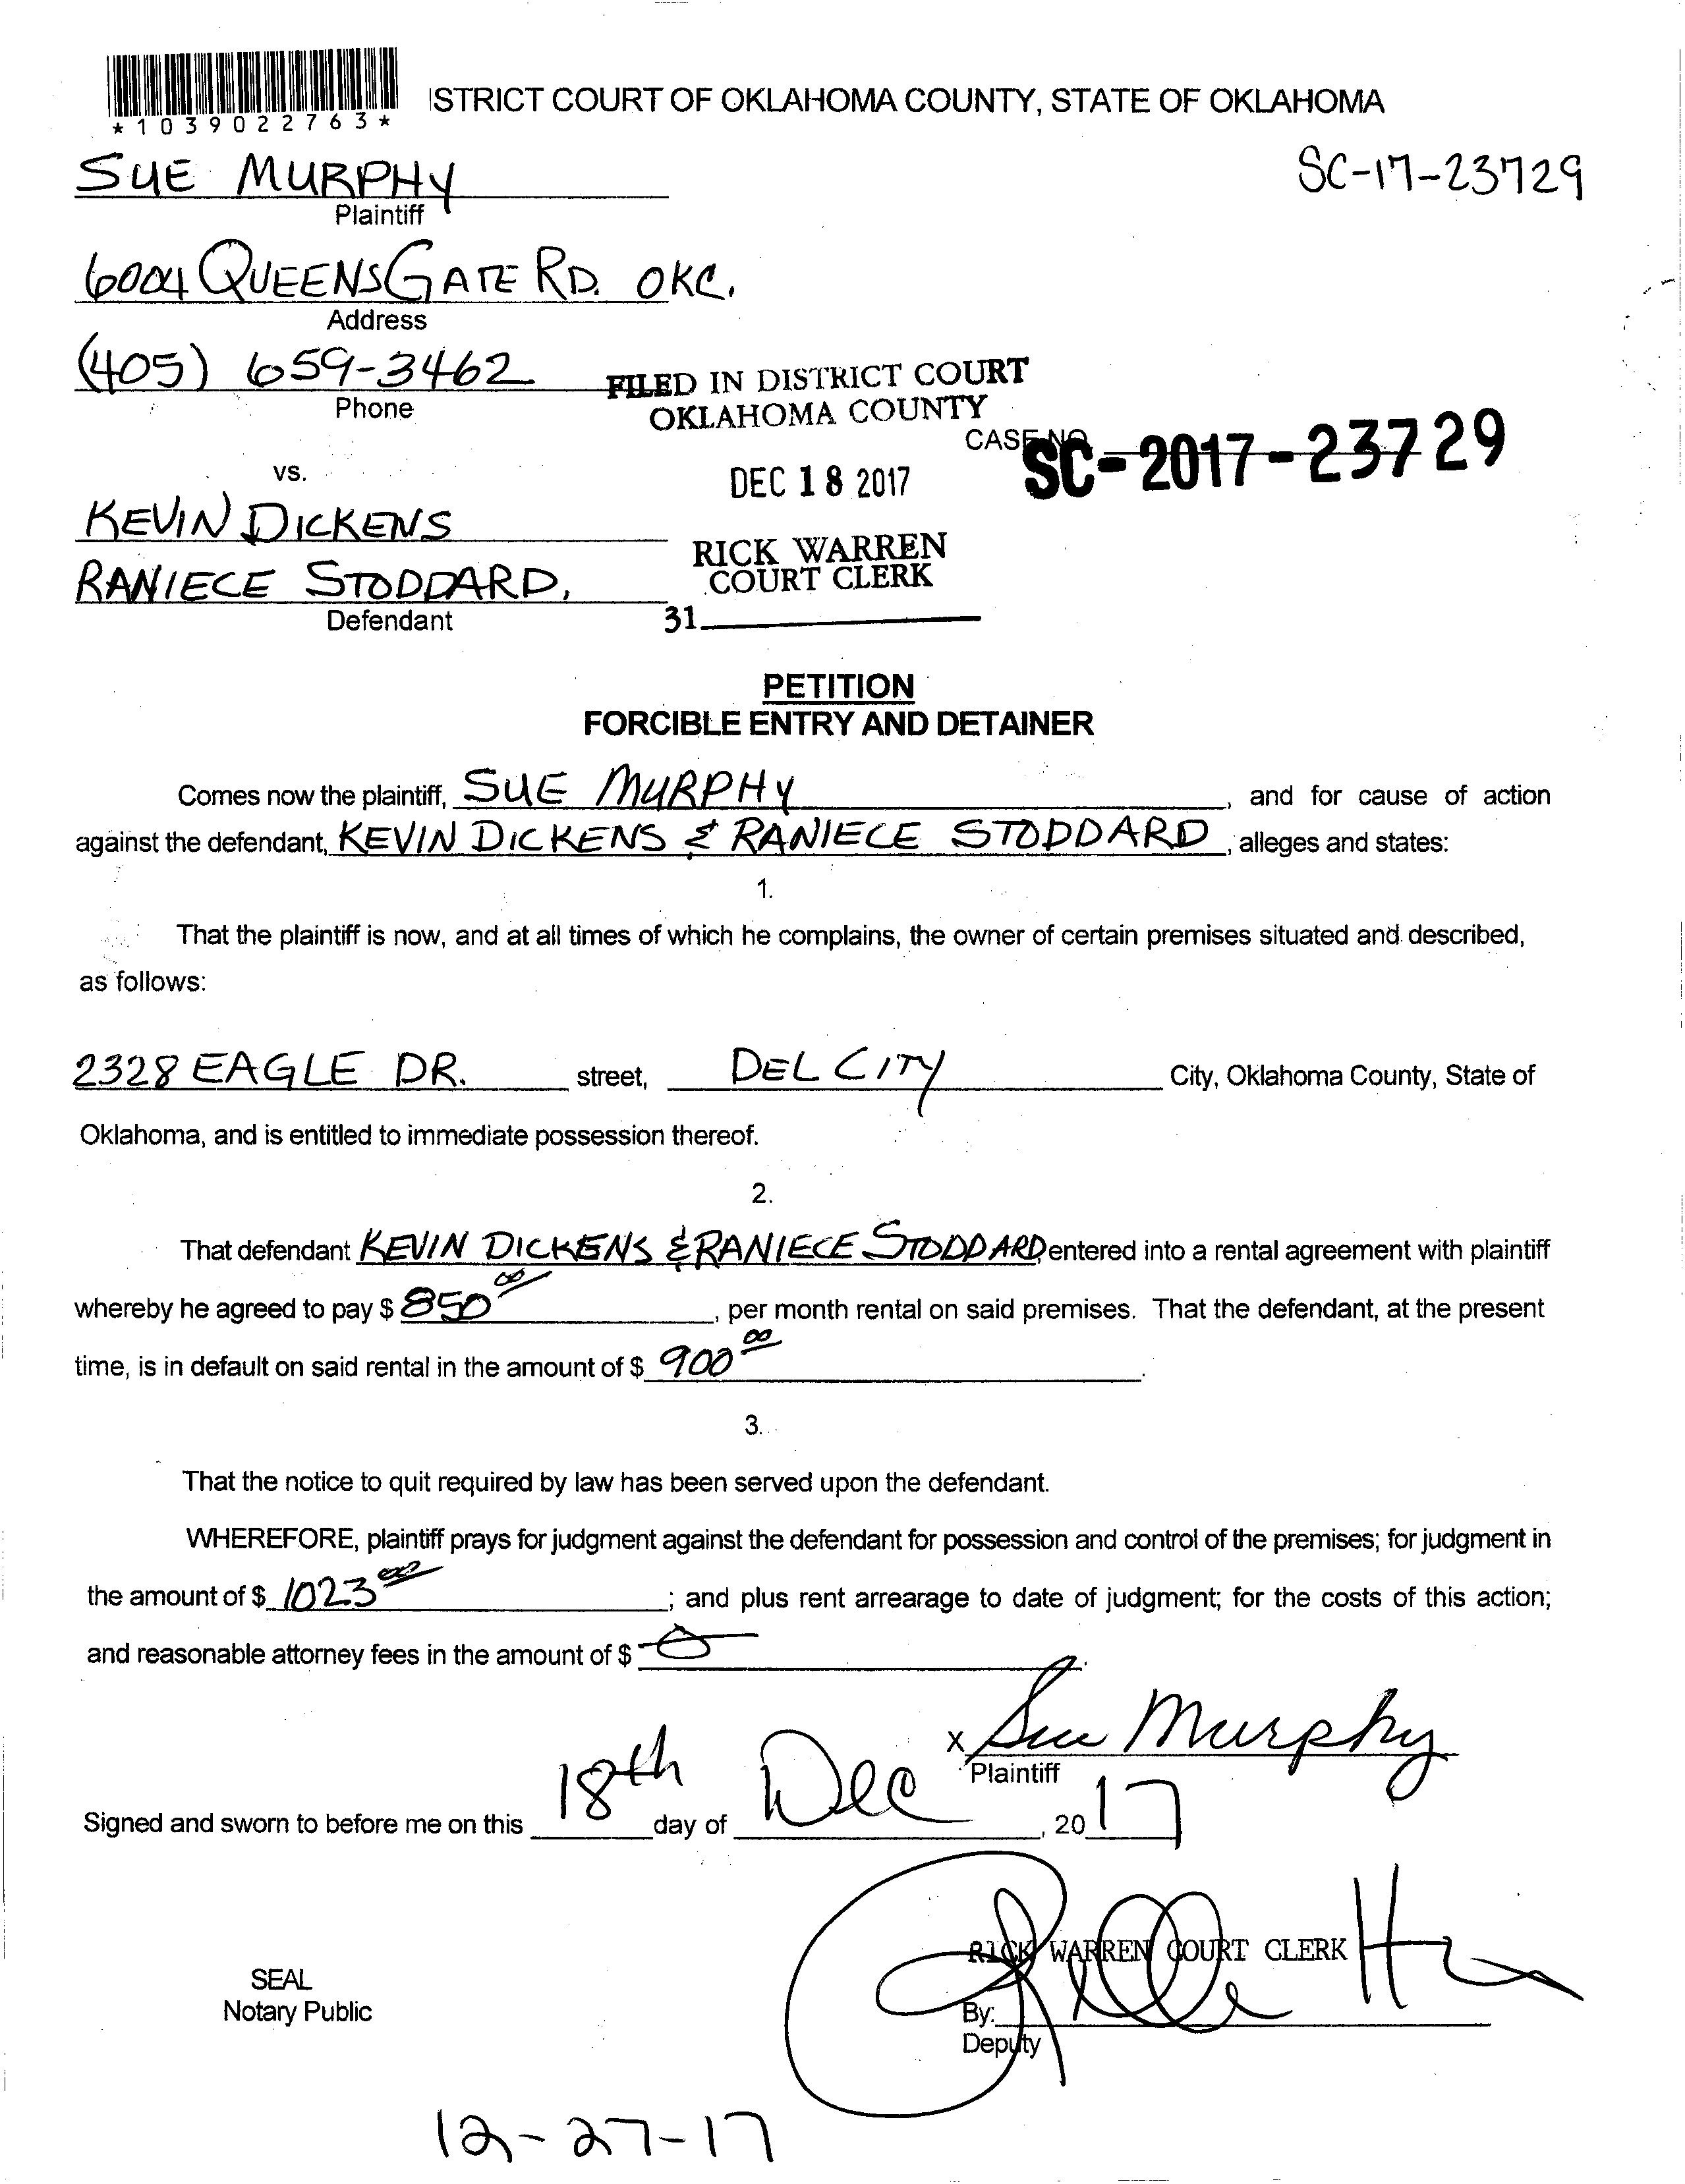 *1039022763*
ISTRICT COURT OF OKLAHOMA COUNTY, STATE OF OKLAHOMA
SUE MURPHY
SC-17-23729
Plaintiff
6004 QUEENSGATE RD. OKC.
Address
(405) 659-3462
Phone
FILED IN DISTRICT COURT
OKLAHOMA COUNTY
CASE NO.
SC-2017-23729
vs.
DEC 18 2017
KEVIN DICKENS
RICK WARREN
COURT CLERK
RANIECE STODDARD,
Defendant
31
PETITION
FORCIBLE ENTRY AND DETAINER
Comes now the plaintiff, SUE MURPHY, and for cause of action
against the defendant, KEVIN DICKENS & RANIECE STODDARD, alleges and states:
1.
That the plaintiff is now, and at all times of which he complains, the owner of certain premises situated and described,
as follows:
2328 EAGLE DR. street, DEL CITY City, Oklahoma County, State of
Oklahoma, and is entitled to immediate possession thereof.
2.
That defendant KEVIN DICKENS & RANIECE STODDARD entered into a rental agreement with plaintiff
whereby he agreed to pay $ 850 00, per month rental on said premises. That the defendant, at the present
time, is in default on said rental in the amount of $ 900 00.
3.
That the notice to quit required by law has been served upon the defendant.
WHEREFORE, plaintiff prays for judgment against the defendant for possession and control of the premises; for judgment in
the amount of $ 1023 00; and plus rent arrearage to date of judgment; for the costs of this action;
and reasonable attorney fees in the amount of $ 0.
X Sue Murphy
Plaintiff
Signed and sworn to before me on this 18th day of Dec, 2017
RICK WARREN COURT CLERK
SEAL
Notary Public
By:
Deputy
12-27-17